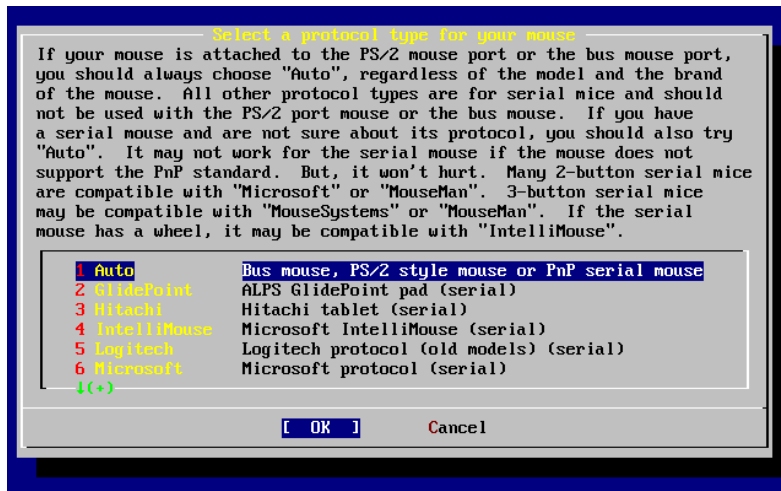 Select a protocol type for your mouse
If your mouse is attached to the PS/2 mouse port or the bus mouse port,
you should always choose "Auto", regardless of the model and the brand
of the mouse.  All other protocol types are for serial mice and should
not be used with the PS/2 port mouse or the bus mouse.  If you have
a serial mouse and are not sure about its protocol, you should also try
"Auto".  It may not work for the serial mouse if the mouse does not
support the PnP standard.  But, it won't hurt.  Many 2-button serial mice
are compatible with "Microsoft" or "MouseMan".  3-button serial mice
may be compatible with "MouseSystems" or "MouseMan".  If the serial
mouse has a wheel, it may be compatible with "IntelliMouse".
1 Auto Bus mouse, PS/2 style mouse or PnP serial mouse
2 GlidePoint ALPS GlidePoint pad (serial)
3 Hitachi Hitachi tablet (serial)
4 IntelliMouse Microsoft IntelliMouse (serial)
5 Logitech Logitech protocol (old models) (serial)
6 Microsoft Microsoft protocol (serial)
↓(+)
[ OK ] Cancel